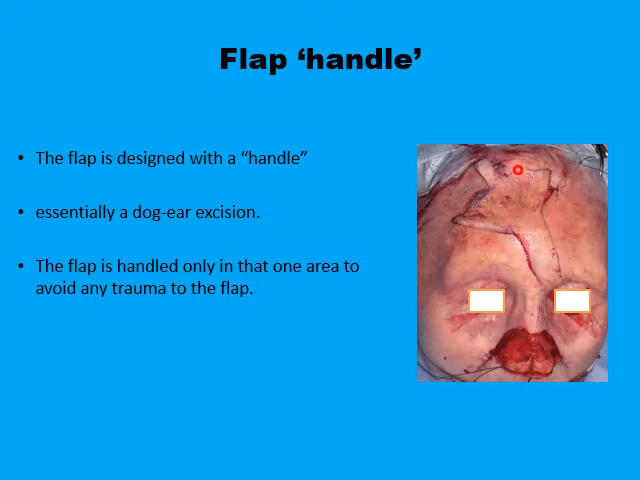 Flap ‘handle’
• The flap is designed with a “handle”
• essentially a dog-ear excision.
• The flap is handled only in that one area to
avoid any trauma to the flap.